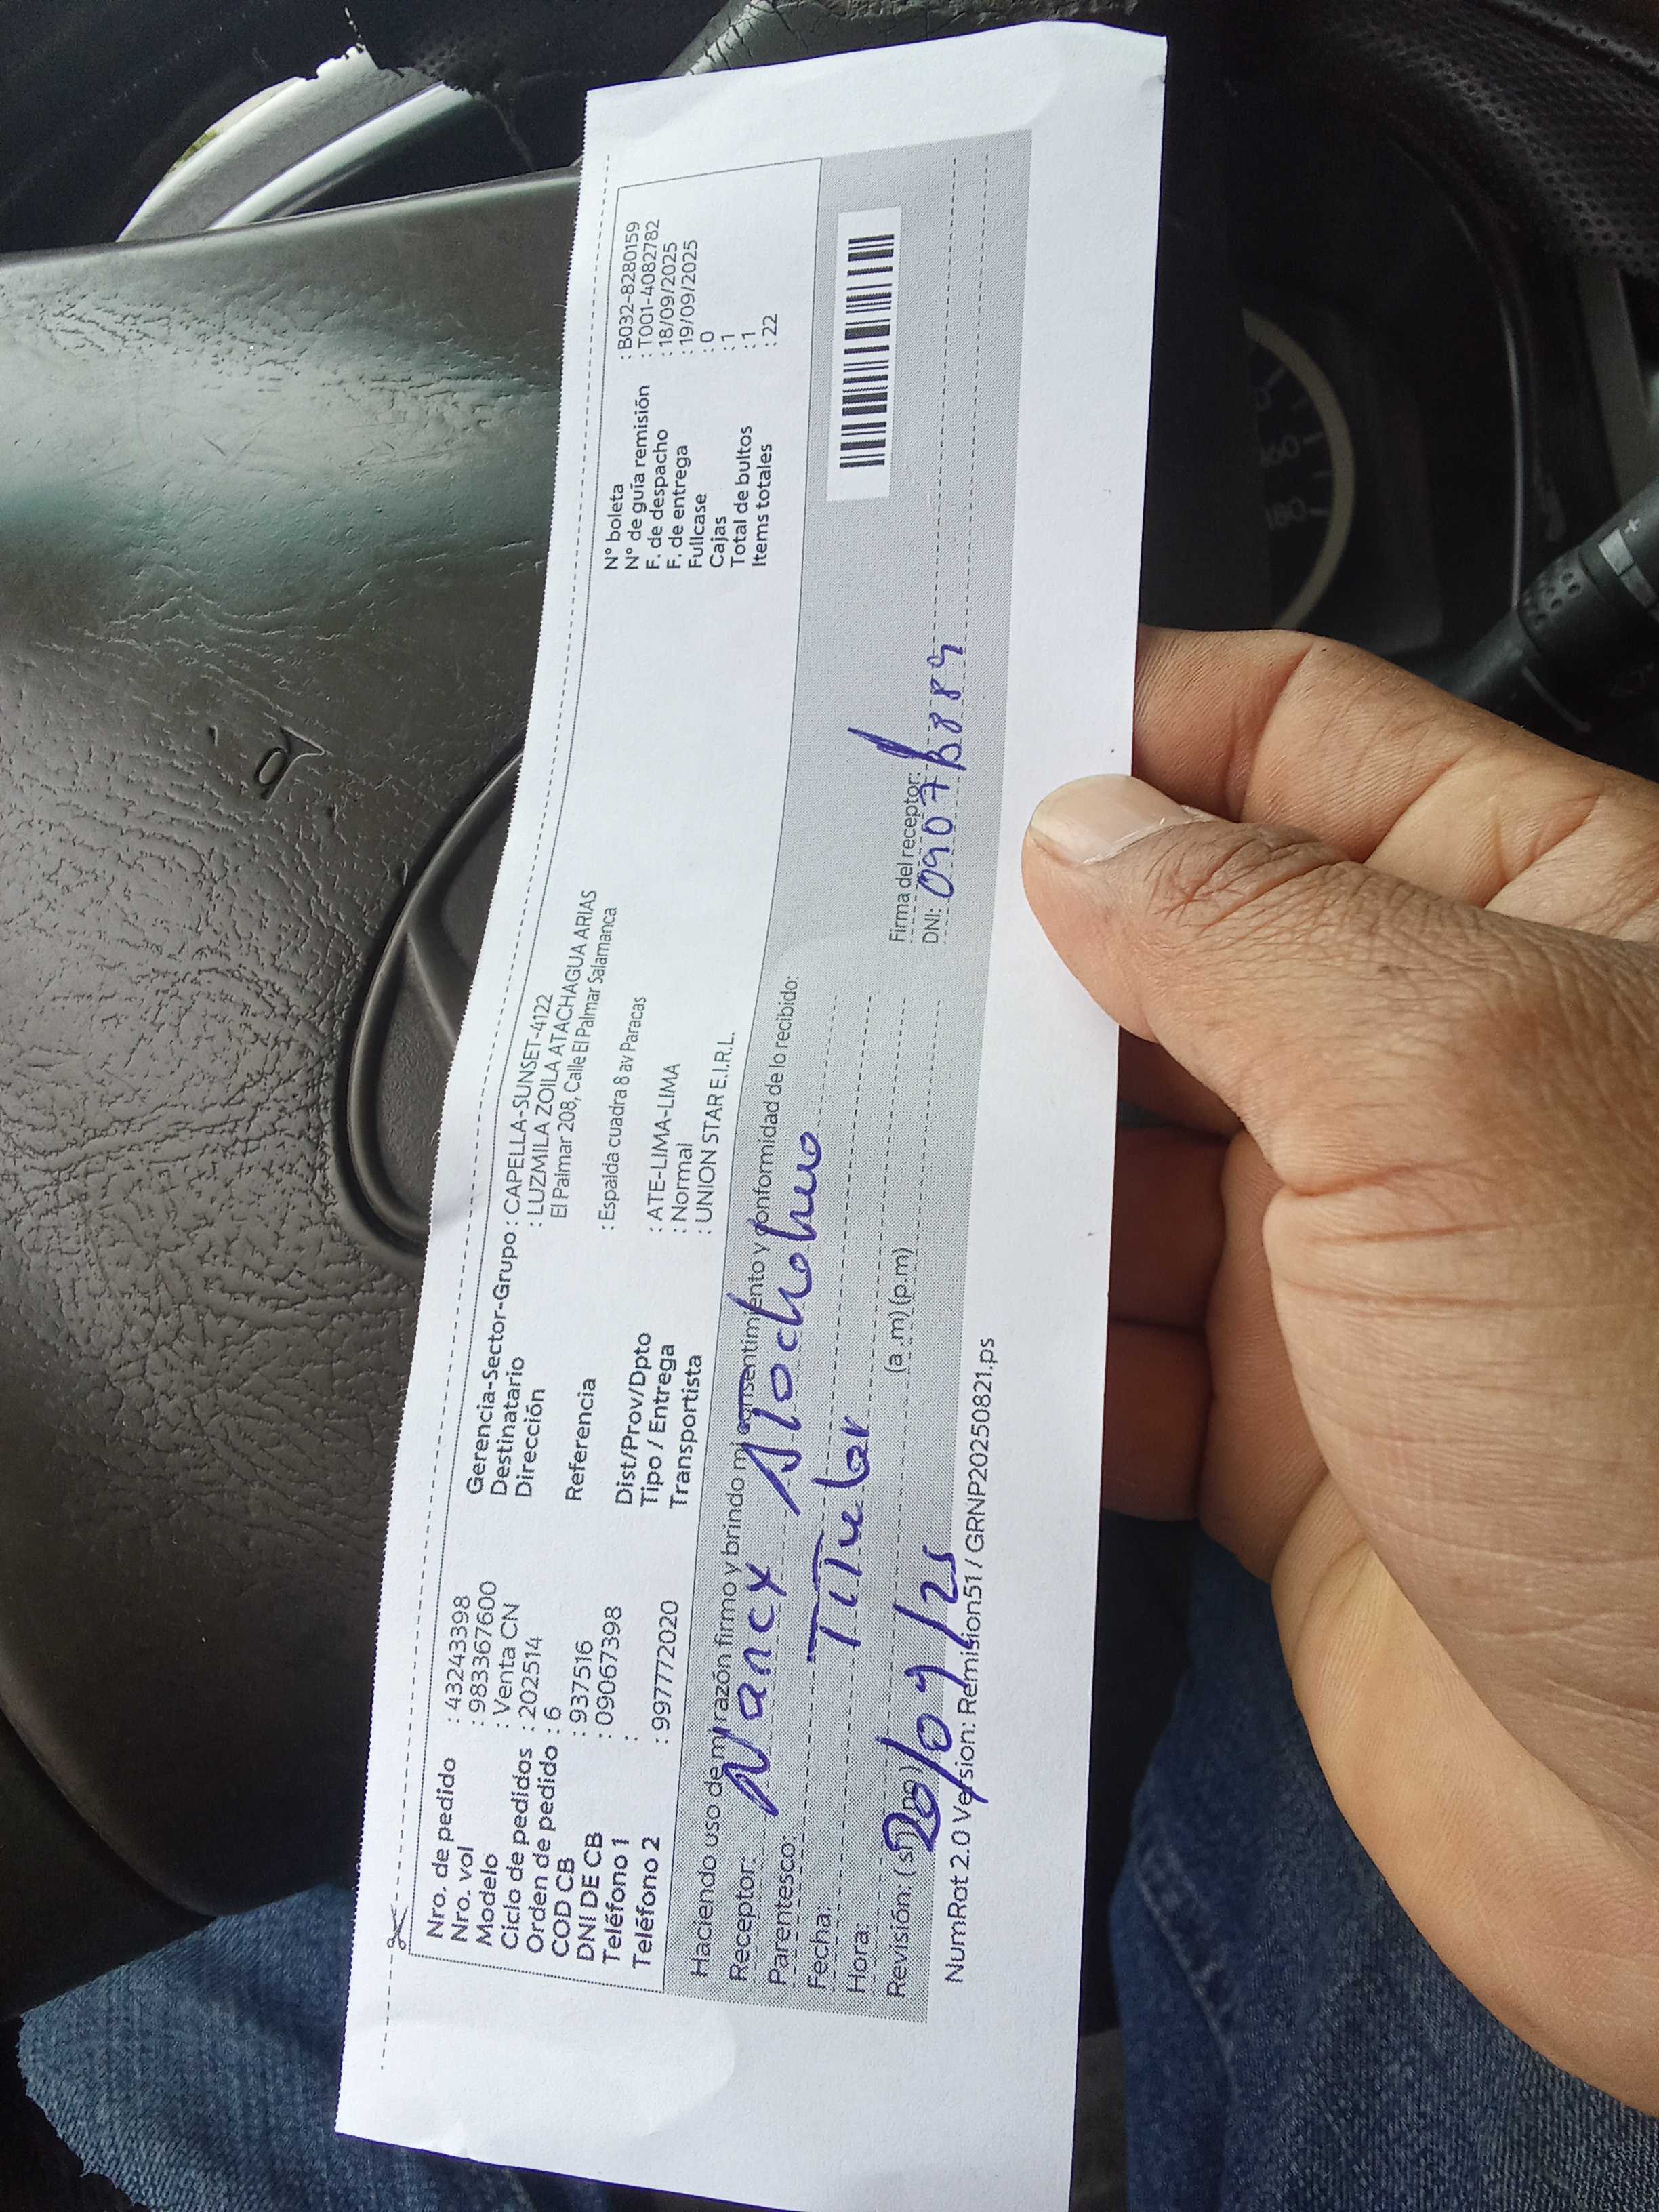 Nro. de pedido : 43243398
Nro. vol : 9833367600
Modelo : Venta CN
Ciclo de pedidos : 202514
Orden de pedido : 6
COD CB : 937516
DNI DE CB : 09067398
Teléfono 1 :
Teléfono 2 : 997772020
Gerencia-Sector-Grupo : CAPELLA-SUNSET-4122
Destinatario : LUZMILA ZOILA ATACHAGUA ARIAS
Dirección El Palmar 208, Calle El Palmar Salamanca
Referencia : Espalda cuadra 8 av Paracas
Dist/Prov/Dpto : ATE-LIMA-LIMA
Tipo / Entrega : Normal
Transportista : UNION STAR E.I.R.L.
N° boleta : B032-8280159
N° de guía remisión : T001-4082782
F. de despacho : 18/09/2025
F. de entrega : 19/09/2025
Fullcase : 0
Cajas : 1
Total de bultos : 1
Items totales : 22
Haciendo uso de mi razón firmo y brindo mi consentimiento y conformidad de lo recibido:
Receptor: Nancy
Parentesco: Titular
Fecha:
Hora: (a .m) (p.m)
Revisión: (si) (no) 20/09/25
Firma del receptor:
DNI:
NumRot 2.0 Version: Remision51 / GRNP20250821.ps
160
180